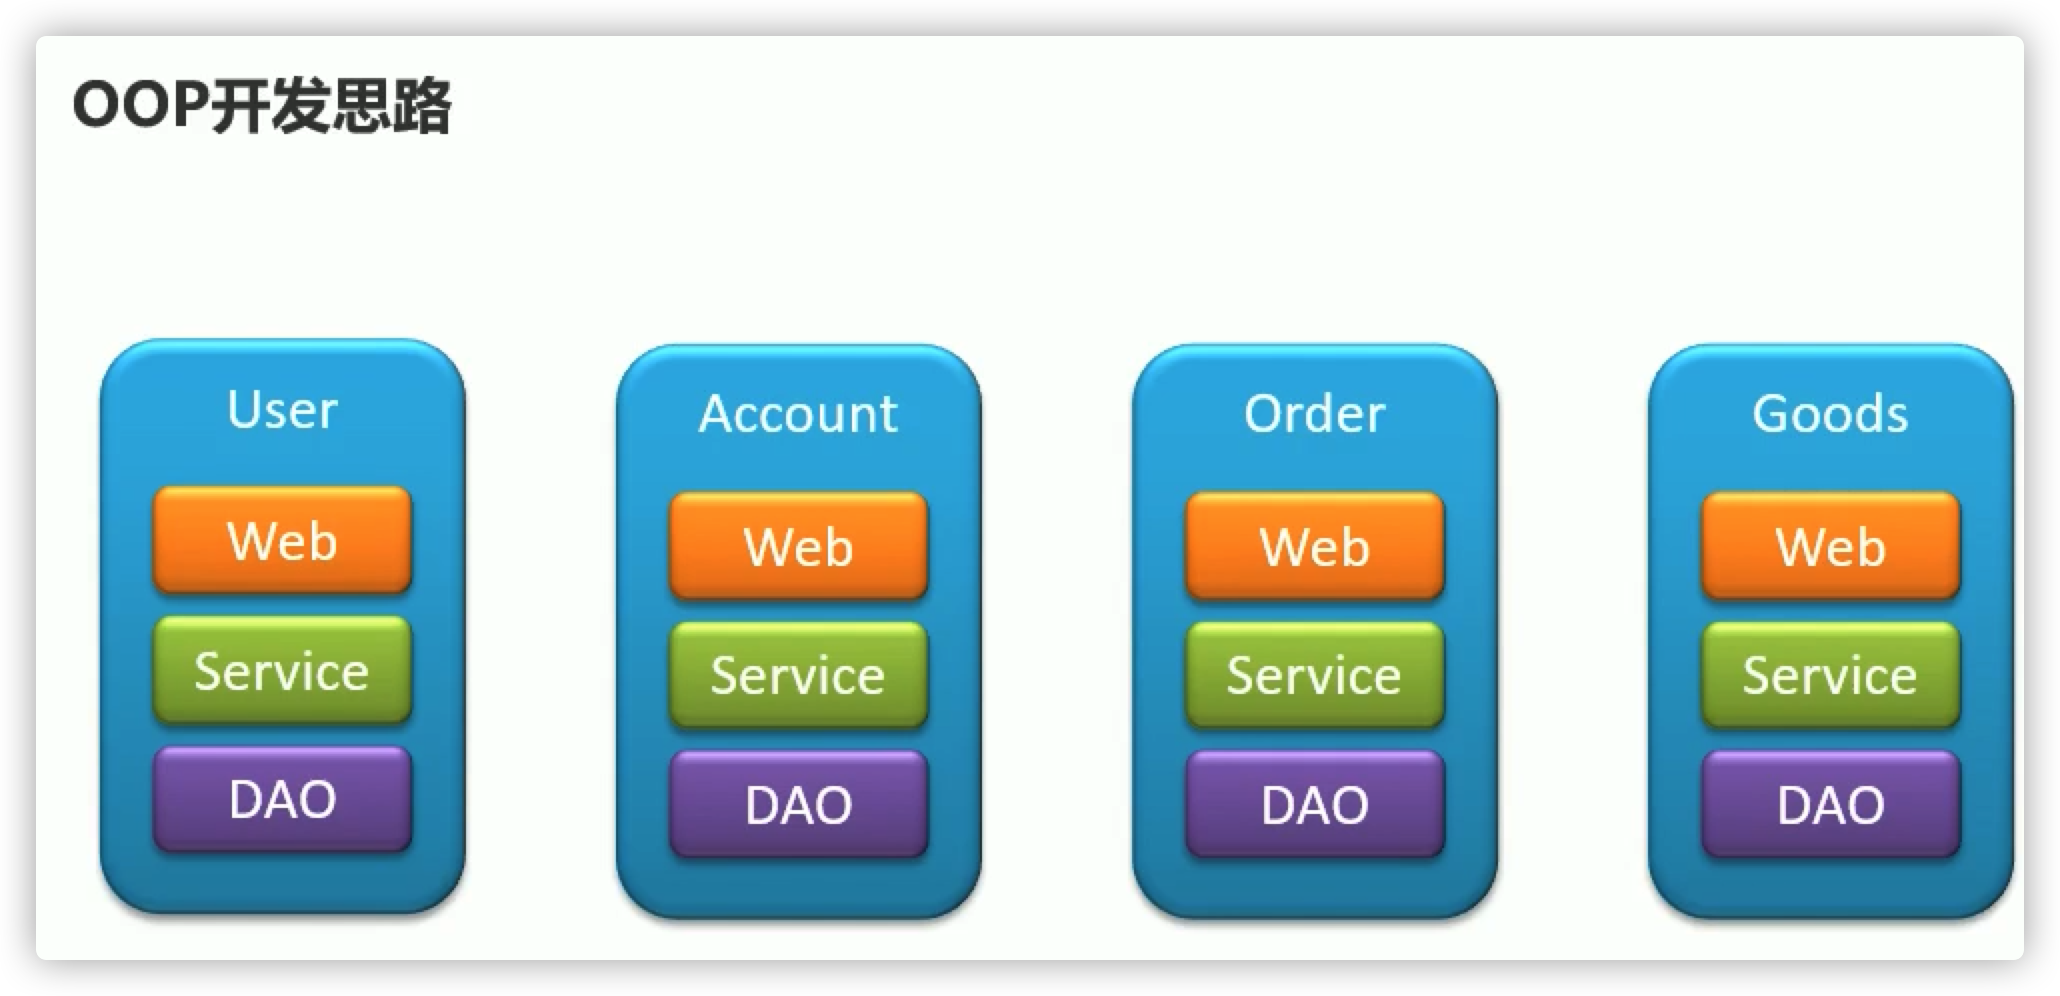 OOP开发思路
User
Web
Service
DAO
Account
Web
Service
DAO
Order
Web
Service
DAO
Goods
Web
Service
DAO